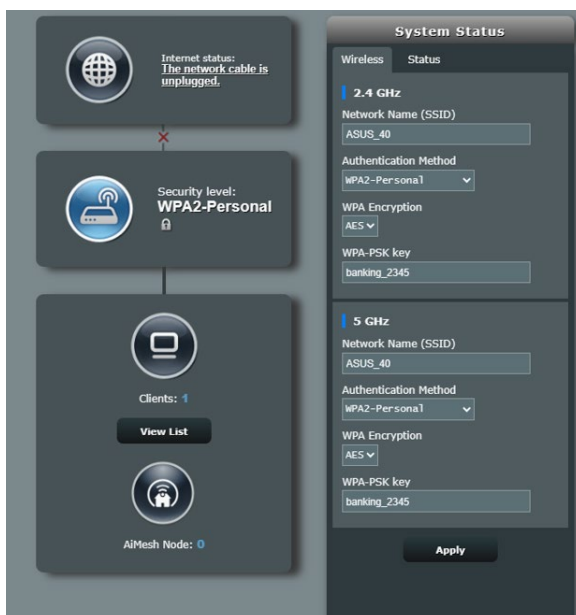 Internet status:
The network cable is
unplugged.
Security level:
WPA2-Personal
Clients: 1
View List
AiMesh Node: 0
System Status
Wireless Status
2.4 GHz
Network Name (SSID)
ASUS_40
Authentication Method
WPA2-Personal
WPA Encryption
AES
WPA-PSK key
banking_2345
5 GHz
Network Name (SSID)
ASUS_40
Authentication Method
WPA2-Personal
WPA Encryption
AES
WPA-PSK key
banking_2345
Apply